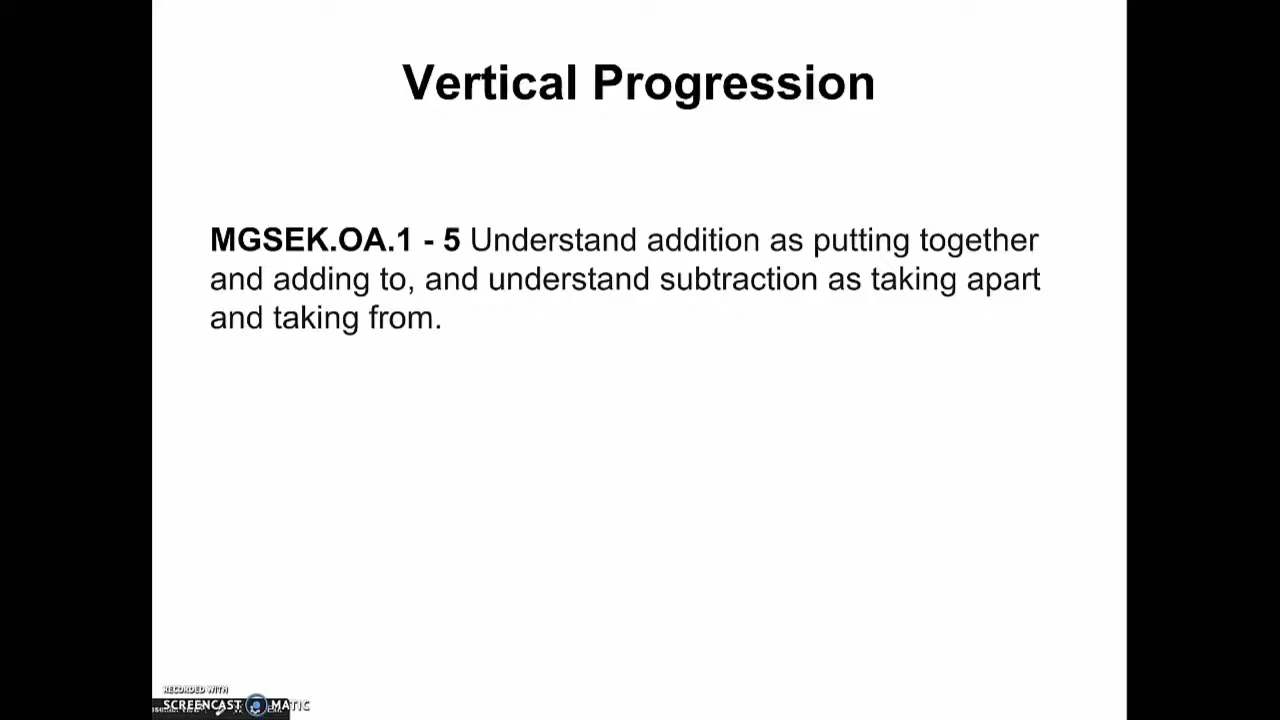 Vertical Progression
MGSEK.OA.1 - 5 Understand addition as putting together
and adding to, and understand subtraction as taking apart
and taking from.
RECORDED WITH
SCREENCAST MATIC